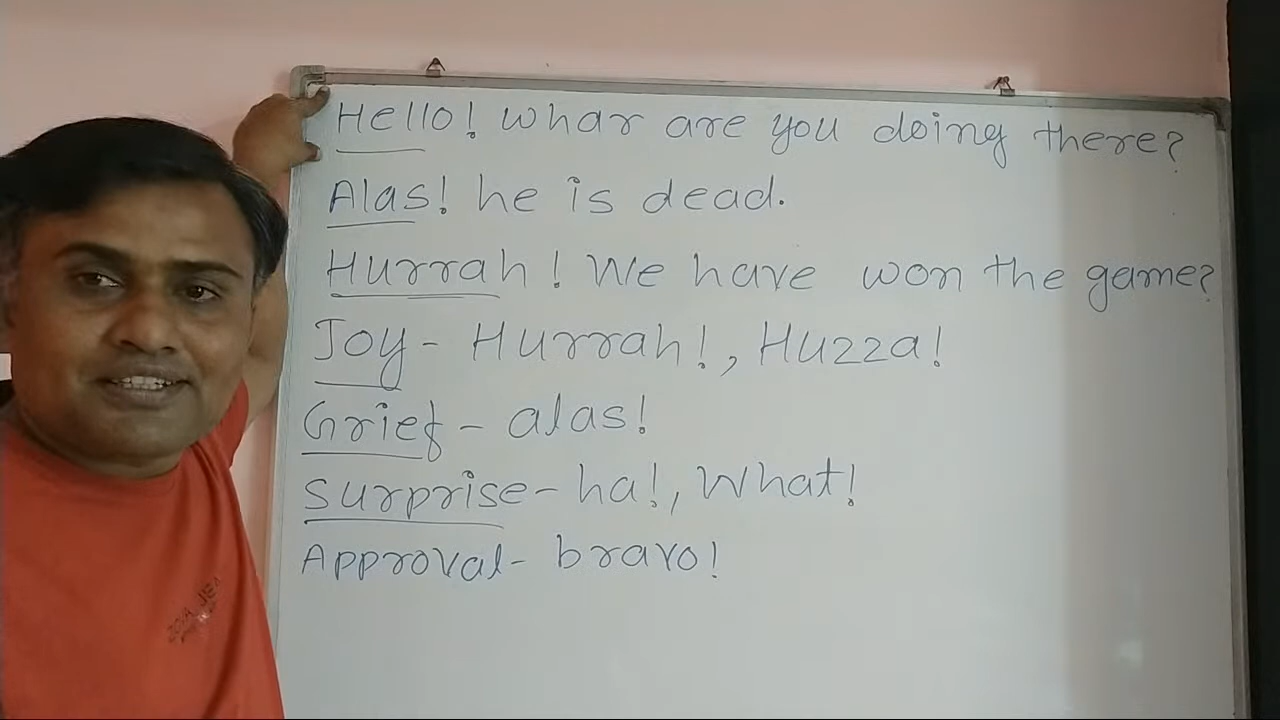 Hello! whar are you doing there?
Alas! he is dead.
Hurrah! We have won the game?
Joy- Hurrah!, Huzza!
Grief - alas!
Surprise - ha!, What!
Approval - bravo!